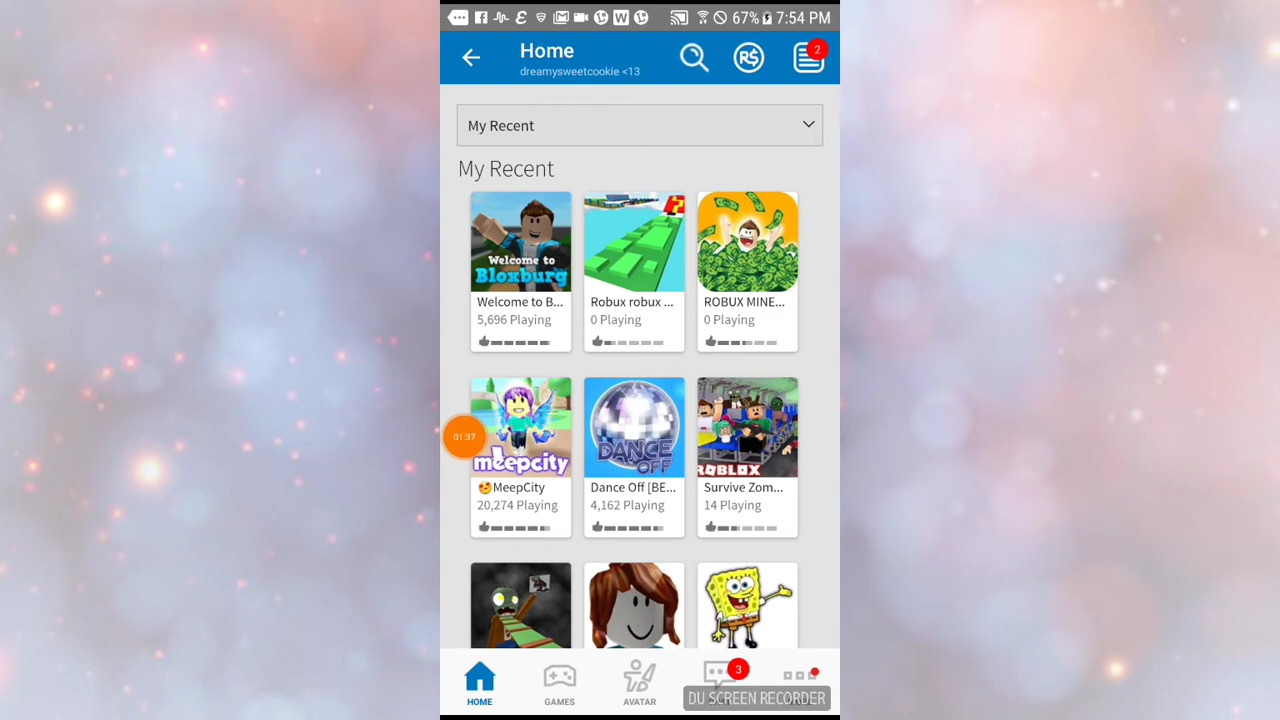 67% 7:54 PM
Home
dreamysweetcookie <13
R$
2
My Recent
My Recent
Welcome to
Bloxburg
Welcome to B...
5,696 Playing
Robux robux ...
0 Playing
ROBUX MINE...
0 Playing
01:37
meepcity
😍MeepCity
20,274 Playing
DANCE
OFF
Dance Off [BE...
4,162 Playing
ROBLOX
Survive Zom...
14 Playing
3
HOME
GAMES
AVATAR
DU SCREEN RECORDER